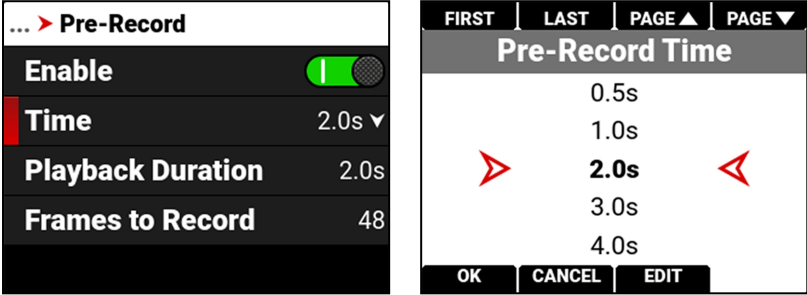 ... > Pre-Record
Enable
Time 2.0s
Playback Duration 2.0s
Frames to Record 48
FIRST LAST PAGE▲ PAGE▼
Pre-Record Time
0.5s
1.0s
2.0s
3.0s
4.0s
OK CANCEL EDIT